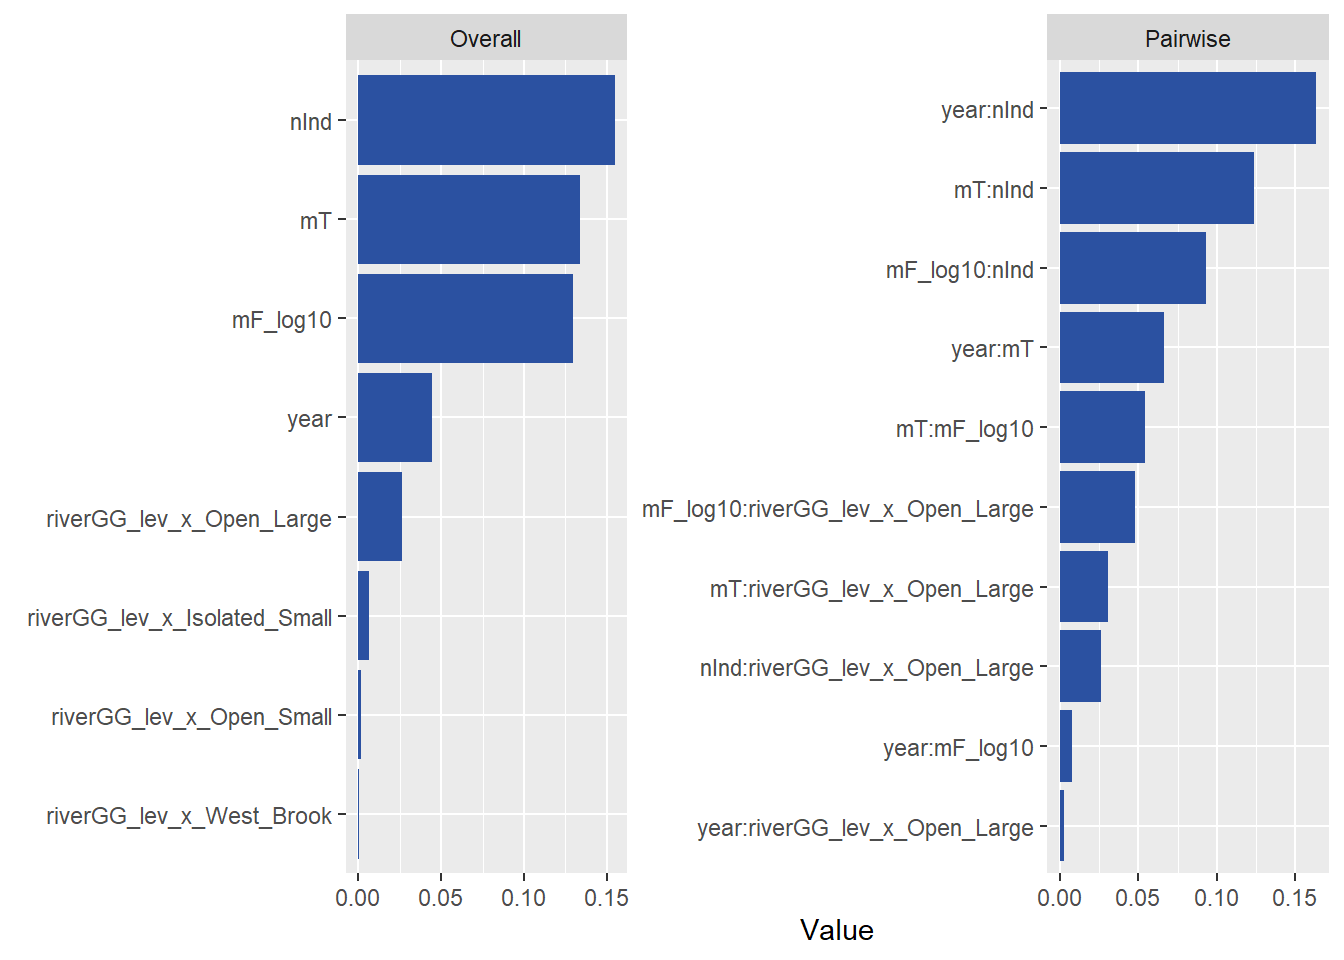 Overall
nInd
mT
mF_log10
year
riverGG_lev_x_Open_Large
riverGG_lev_x_Isolated_Small
riverGG_lev_x_Open_Small
riverGG_lev_x_West_Brook
0.00 0.05 0.10 0.15
Pairwise
year:nInd
mT:nInd
mF_log10:nInd
year:mT
mT:mF_log10
mF_log10:riverGG_lev_x_Open_Large
mT:riverGG_lev_x_Open_Large
nInd:riverGG_lev_x_Open_Large
year:mF_log10
year:riverGG_lev_x_Open_Large
0.00 0.05 0.10 0.15
Value